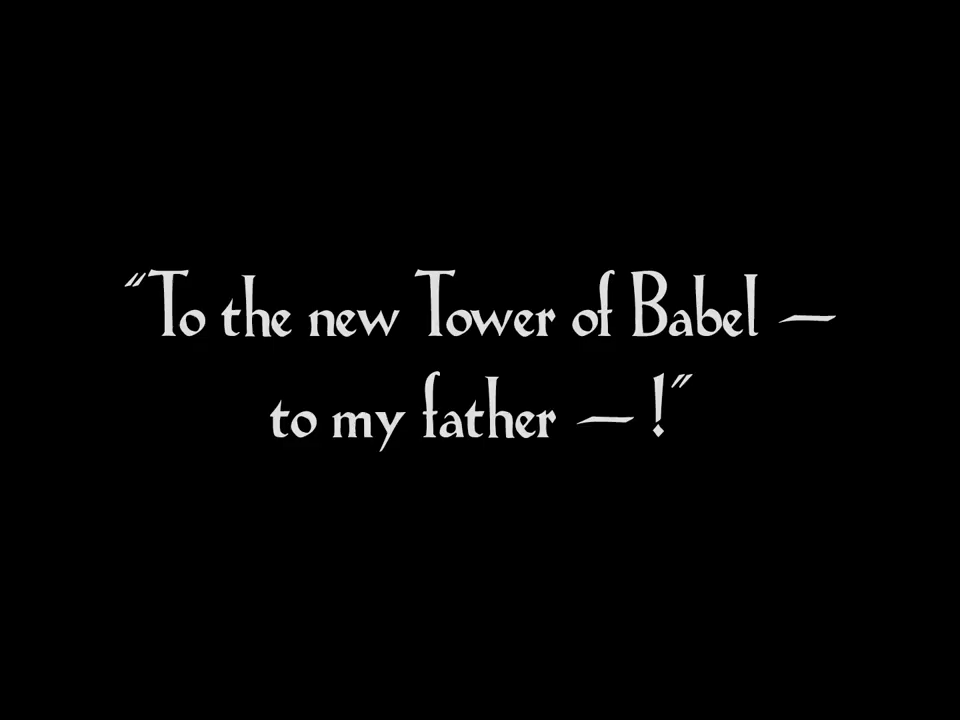 "To the new Tower of Babel —
to my father — !"